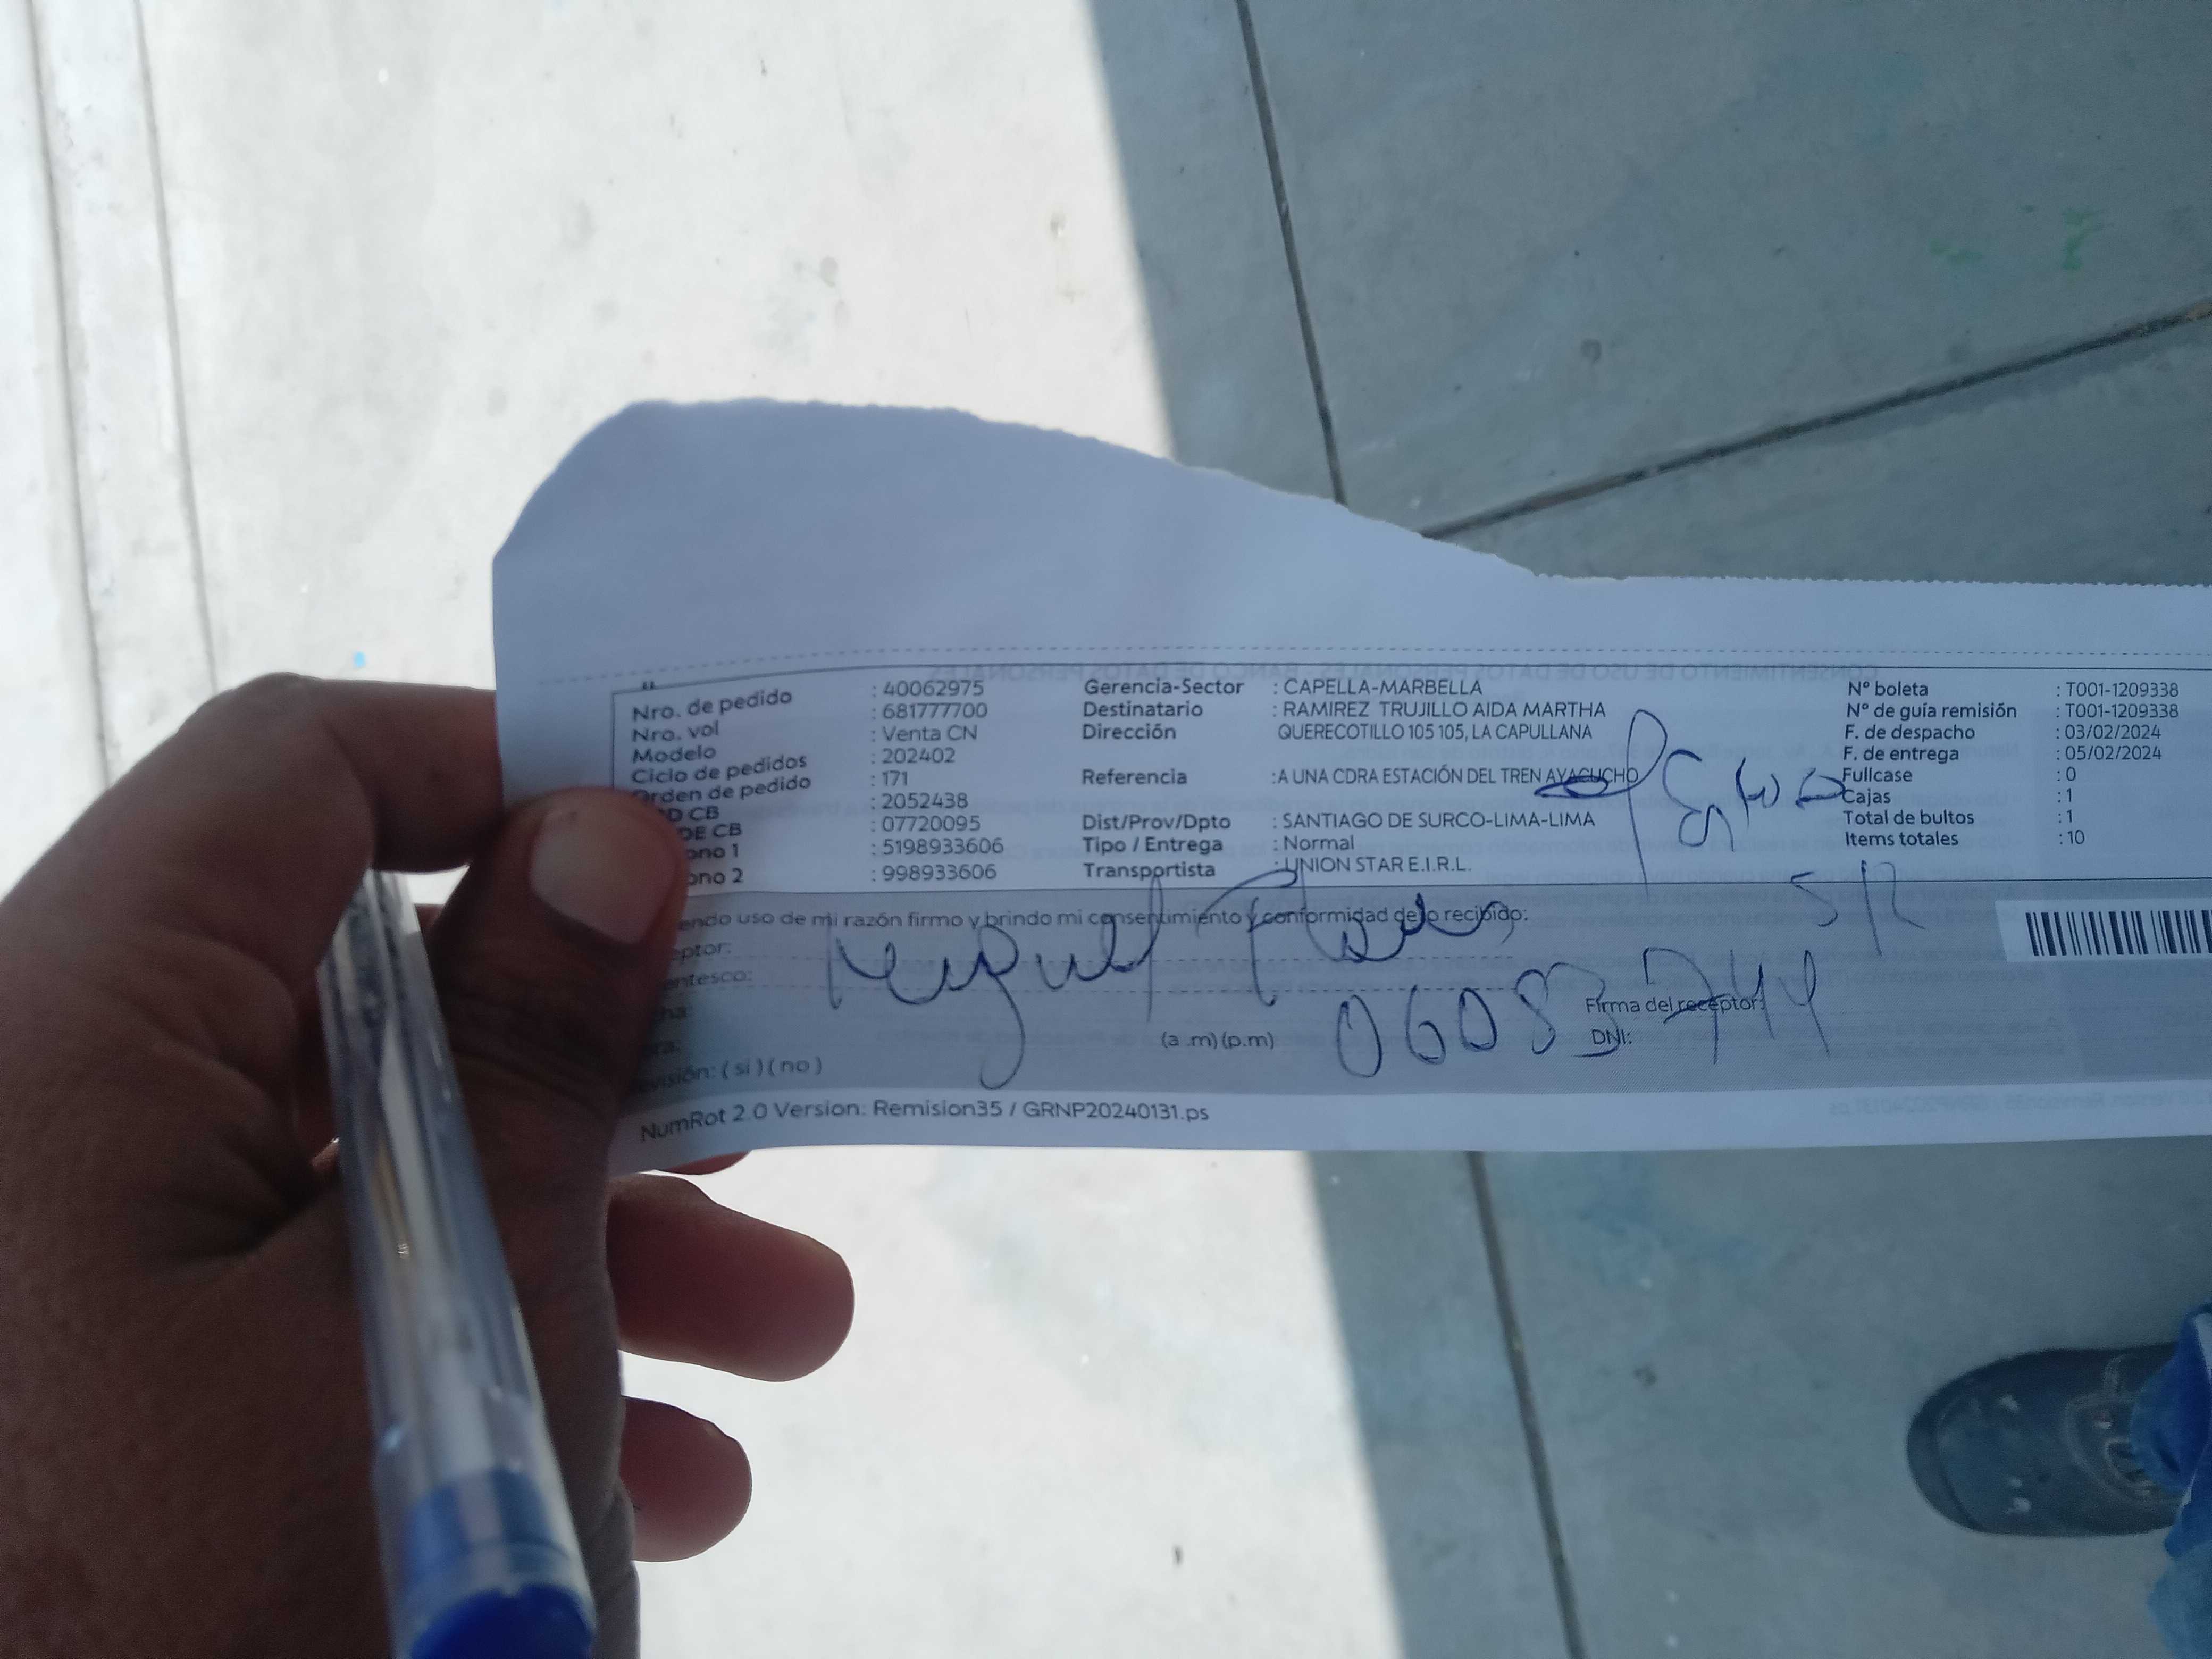 Nro. de pedido : 40062975 Gerencia-Sector : CAPELLA-MARBELLA Nº boleta : T001-1209338
Nro. vol : 681777700 Destinatario : RAMIREZ TRUJILLO AIDA MARTHA Nº de guía remisión : T001-1209338
Modelo : Venta CN Dirección QUERECOTILLO 105 105, LA CAPULLANA F. de despacho : 03/02/2024
Ciclo de pedidos : 202402 F. de entrega : 05/02/2024
Orden de pedido : 171 Referencia : A UNA CDRA ESTACIÓN DEL TREN AYACUCHO Fullcase : 0
D CB : 2052438 Cajas : 1
DE CB : 07720095 Dist/Prov/Dpto : SANTIAGO DE SURCO-LIMA-LIMA Total de bultos : 1
ono 1 : 5198933606 Tipo / Entrega : Normal Items totales : 10
ono 2 : 998933606 Transportista : UNION STAR E.I.R.L.
5/2
endo uso de mi razón firmo y brindo mi consentimiento y conformidad de lo recibido:
eptor: Miguel
entesco:
ha: Firma del receptor:
ra: (a .m) (p.m) 06083744 DNI:
evisión: ( si ) ( no )
NumRot 2.0 Version: Remision35 / GRNP20240131.ps